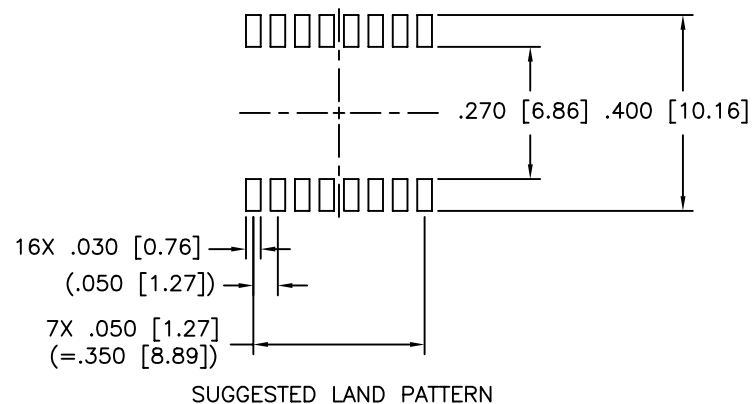 .270 [6.86] .400 [10.16]
16X .030 [0.76]
(.050 [1.27])
7X .050 [1.27]
(=.350 [8.89])
SUGGESTED LAND PATTERN